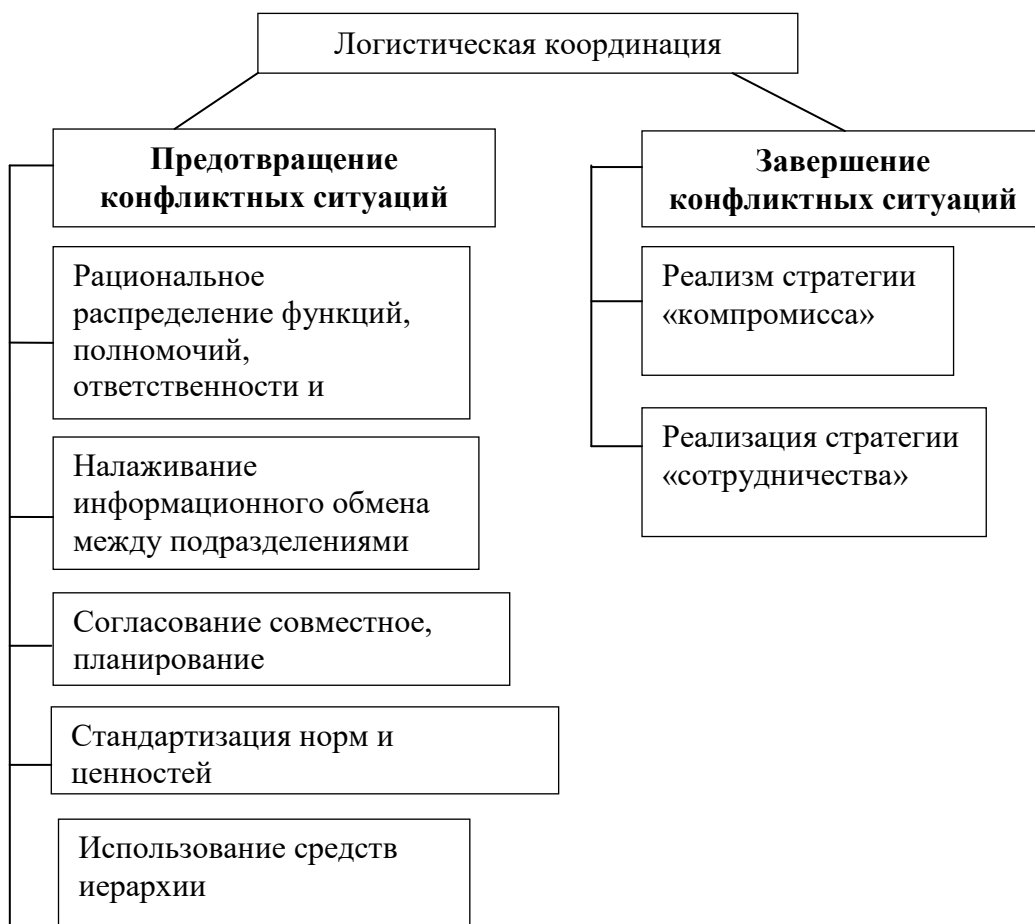 Логистическая координация
Предотвращение
конфликтных ситуаций
Рациональное
распределение функций,
полномочий,
ответственности и
Налаживание
информационного обмена
между подразделениями
Согласование совместное,
планирование
Стандартизация норм и
ценностей
Использование средств
иерархии
Завершение
конфликтных ситуаций
Реализм стратегии
«компромисса»
Реализация стратегии
«сотрудничества»